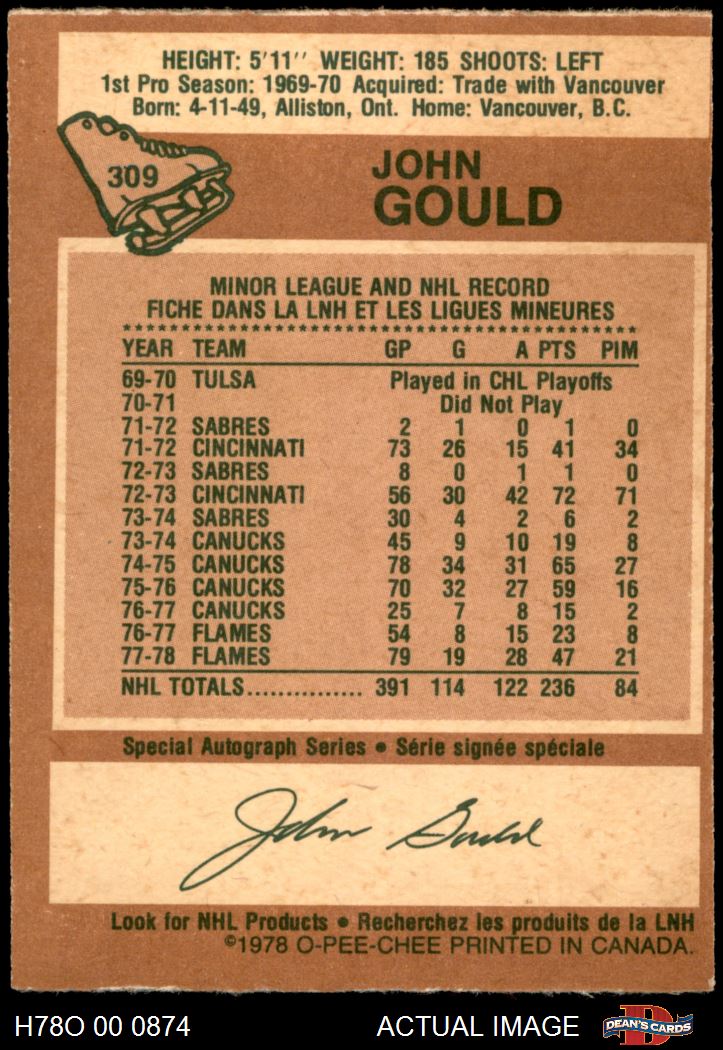 HEIGHT: 5'11'' WEIGHT: 185 SHOOTS: LEFT
1st Pro Season: 1969-70 Acquired: Trade with Vancouver
Born: 4-11-49, Alliston, Ont. Home: Vancouver, B.C.
309
JOHN
GOULD
MINOR LEAGUE AND NHL RECORD
FICHE DANS LA LNH ET LES LIGUES MINEURES
YEAR TEAM GP G A PTS PIM
69-70 TULSA Played in CHL Playoffs
70-71 Did Not Play
71-72 SABRES 2 1 0 1 0
71-72 CINCINNATI 73 26 15 41 34
72-73 SABRES 8 0 1 1 0
72-73 CINCINNATI 56 30 42 72 71
73-74 SABRES 30 4 2 6 2
73-74 CANUCKS 45 9 10 19 8
74-75 CANUCKS 78 34 31 65 27
75-76 CANUCKS 70 32 27 59 16
76-77 CANUCKS 25 7 8 15 2
76-77 FLAMES 54 8 15 23 8
77-78 FLAMES 79 19 28 47 21
NHL TOTALS............... 391 114 122 236 84
Special Autograph Series • Série signée spéciale
John Gould
Look for NHL Products • Recherchez les produits de la LNH
©1978 O-PEE-CHEE PRINTED IN CANADA.
H78O 00 0874 ACTUAL IMAGE D DEAN'S CARDS